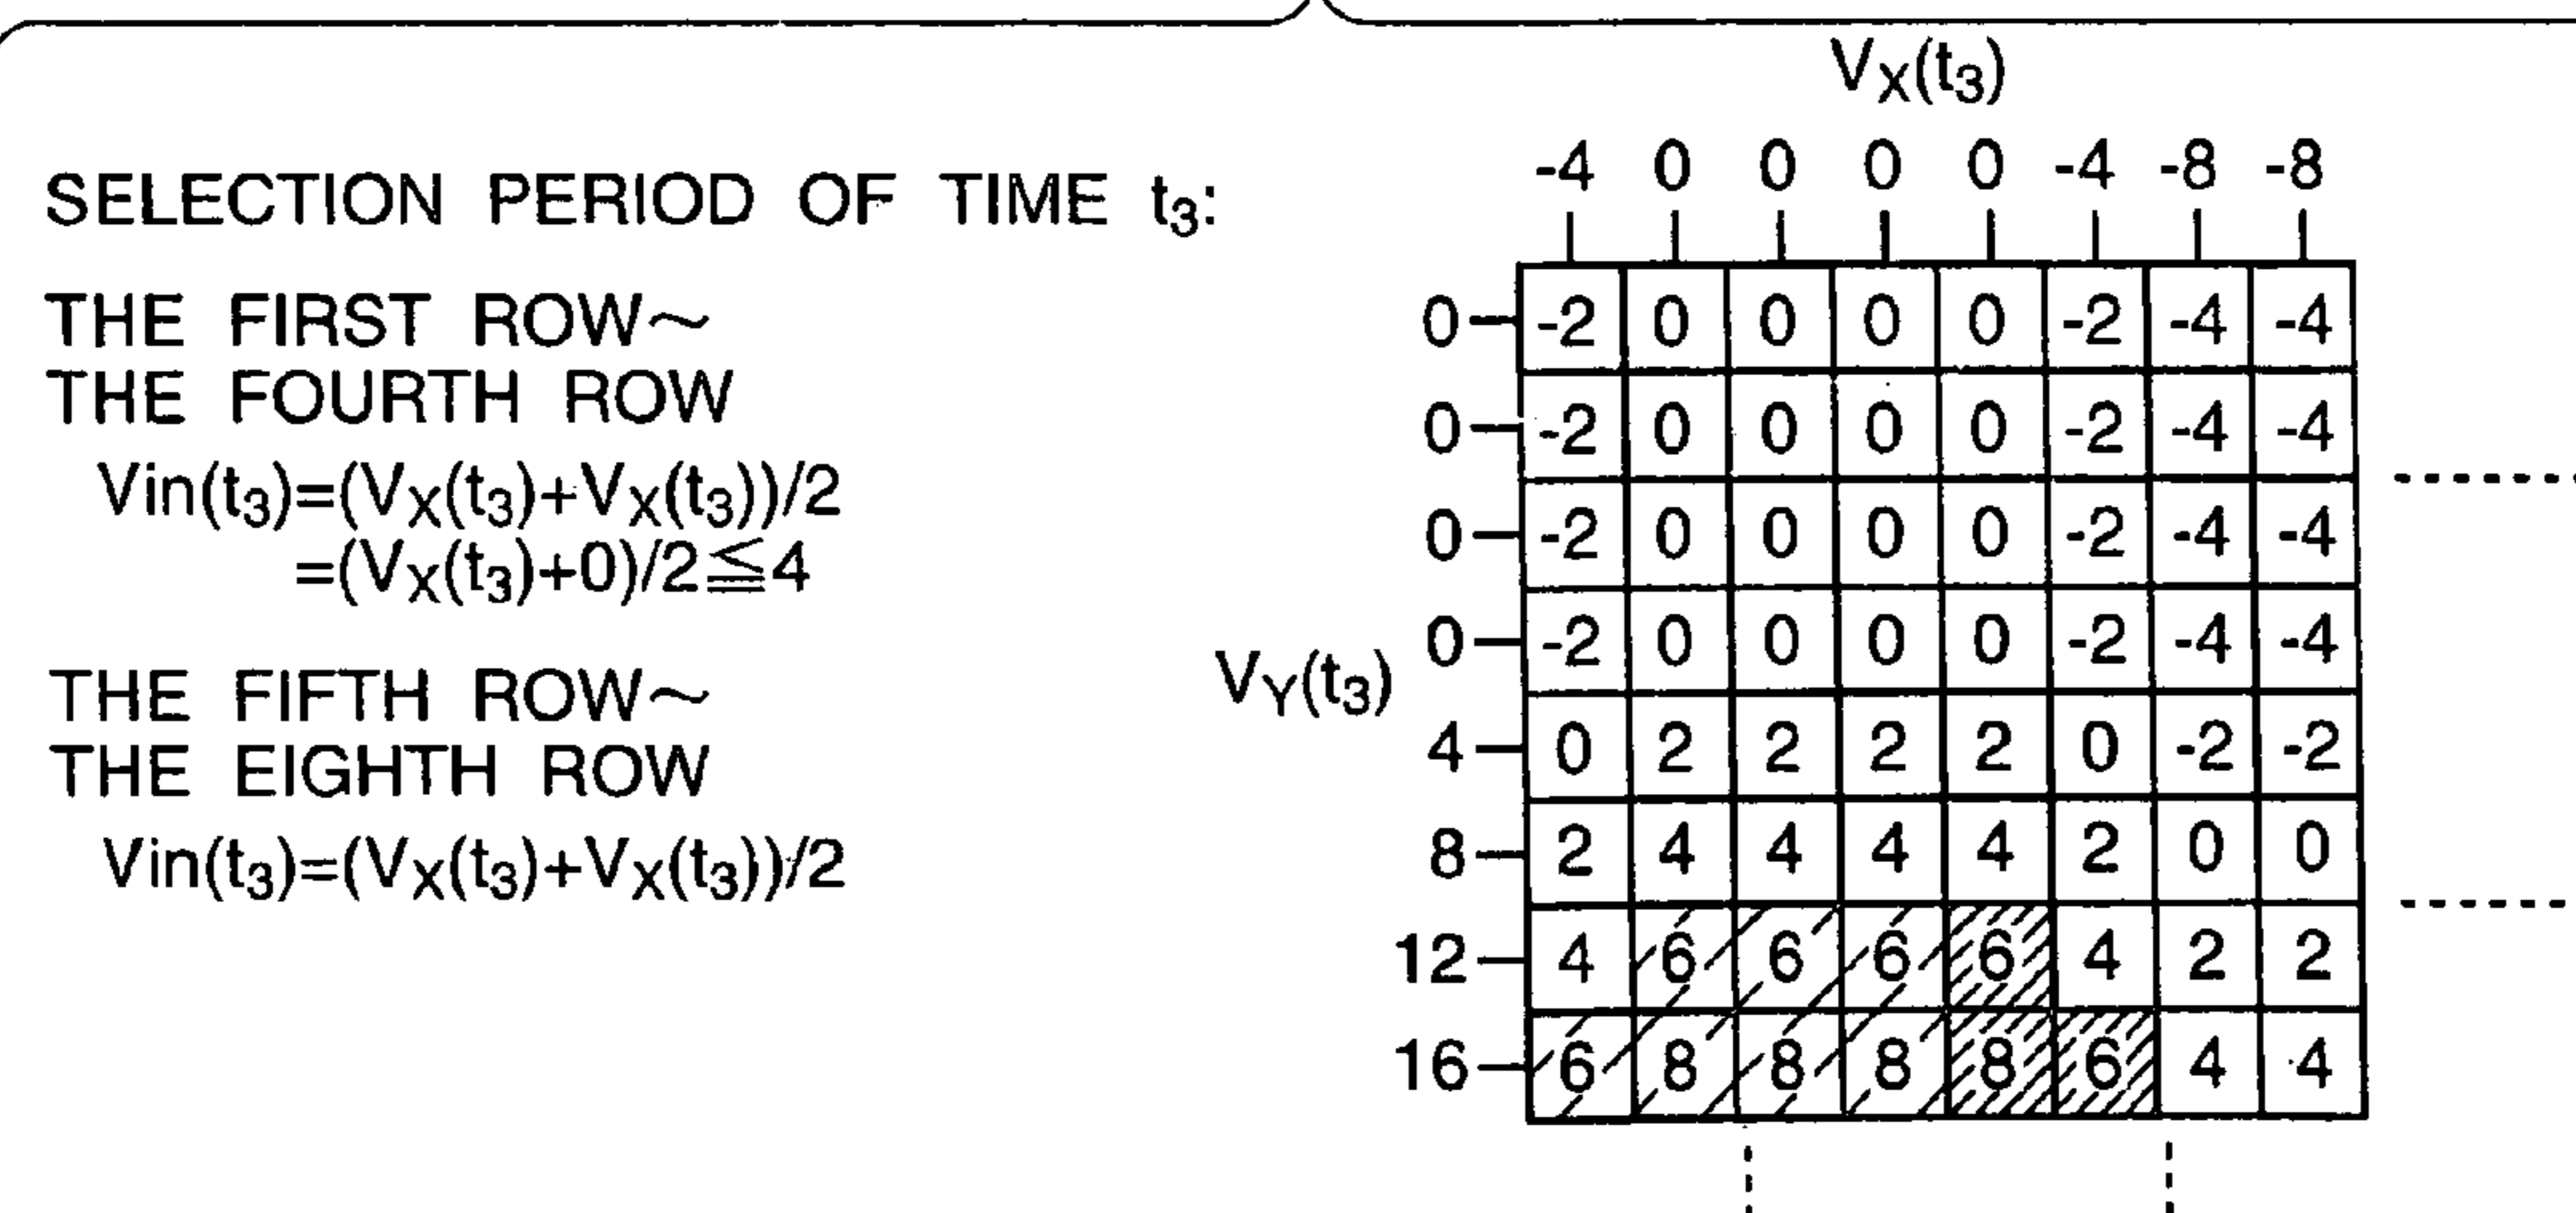 SELECTION PERIOD OF TIME t₃:
THE FIRST ROW~
THE FOURTH ROW
Vin(t₃)=(Vₓ(t₃)+Vₓ(t₃))/2
=(Vₓ(t₃)+0)/2≦4
THE FIFTH ROW~
THE EIGHTH ROW
Vin(t₃)=(Vₓ(t₃)+Vₓ(t₃))/2
Vₓ(t₃)
-4 0 0 0 0 -4 -8 -8
V_Y(t₃)
0 -2 0 0 0 0 -2 -4 -4
0 -2 0 0 0 0 -2 -4 -4
0 -2 0 0 0 0 -2 -4 -4
0 -2 0 0 0 0 -2 -4 -4
4 0 2 2 2 2 0 -2 -2
8 2 4 4 4 4 2 0 0
12 4 6 6 6 6 4 2 2
16 6 8 8 8 8 6 4 4